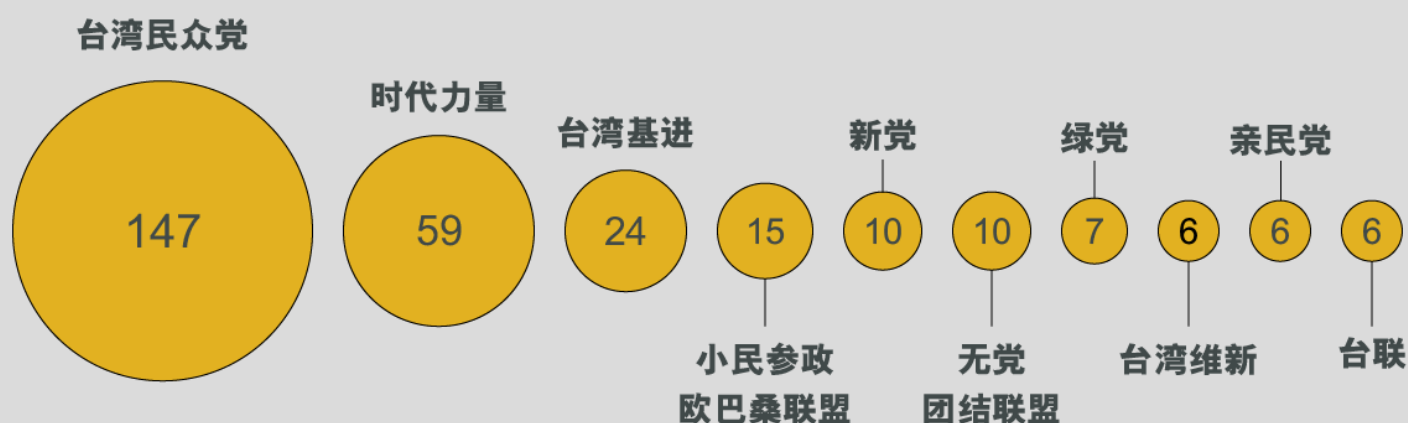 台湾民众党
时代力量
台湾基进
新党
绿党
亲民党
147
59
24
15
10
10
7
6
6
6
小民参政
欧巴桑联盟
无党
团结联盟
台湾维新
台联